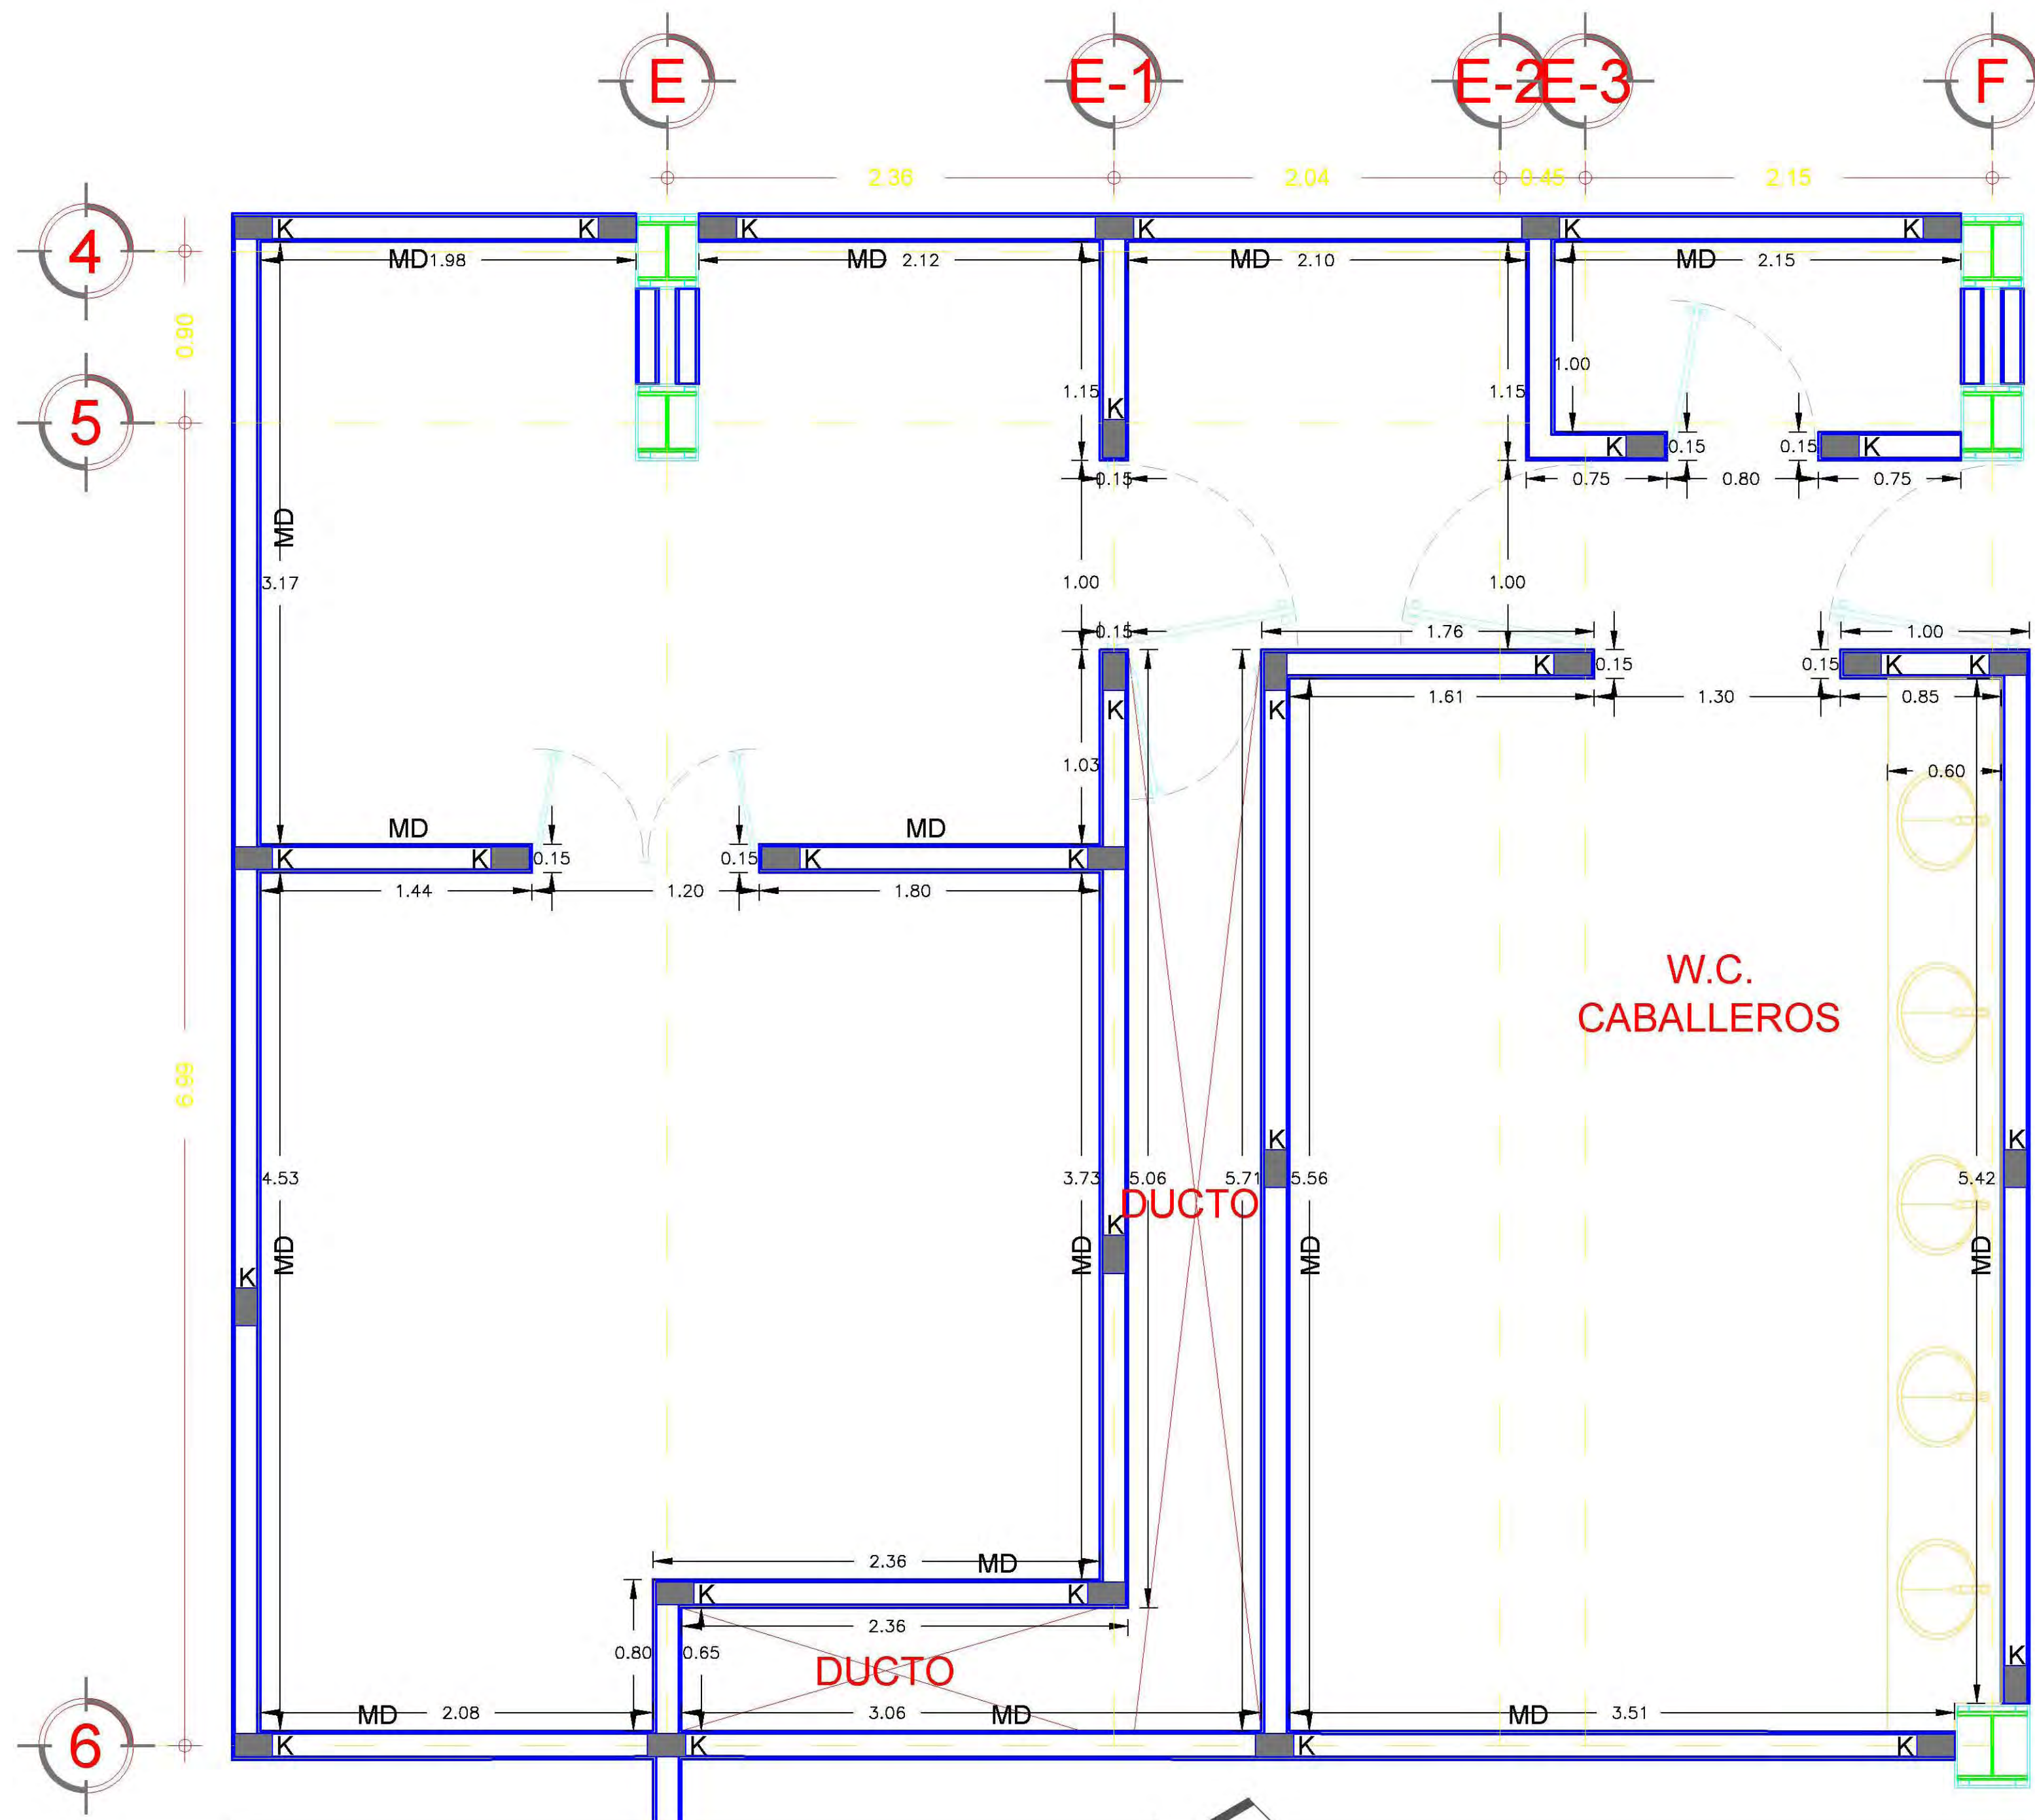 E E-1 E-2 E-3 F
2.36 2.04 0.45 2.15
4 K K K K K K
MD 1.98 MD 2.12 MD 2.10 MD 2.15
0.90
1.00
1.15 1.15
5 K
K 0.15 0.15 K
0.15 0.75 0.80 0.75
MD
3.17 1.00 1.00
0.15 1.76 1.00
K 0.15 0.15 K K
1.61 1.30 0.85
K K
1.03 0.60
MD MD
K K 0.15 0.15 K K
1.44 1.20 1.80
W.C.
CABALLEROS
6.99
K K
4.53 3.73 5.06 5.71 5.56 5.42
DUCTO
K
MD MD MD MD
K
2.36 MD
K K
2.36
0.80 0.65 K
DUCTO
MD 2.08 3.06 MD MD 3.51
6 K K K K